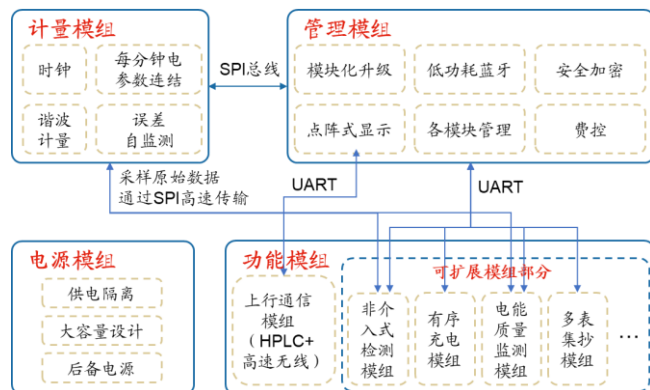 计量模组
时钟
每分钟电
参数连结
谐波
计量
误差
自监测
SPI总线
管理模组
模块化升级
低功耗蓝牙
安全加密
点阵式显示
各模块管理
费控
采样原始数据
通过SPI高速传输
UART
UART
电源模组
供电隔离
大容量设计
后备电源
功能模组
上行通信
模组
(HPLC+
高速无线)
可扩展模组部分
非介
入式
检测
模组
有序
充电
模组
电能
质量
监测
模组
多表
集抄
模组
…